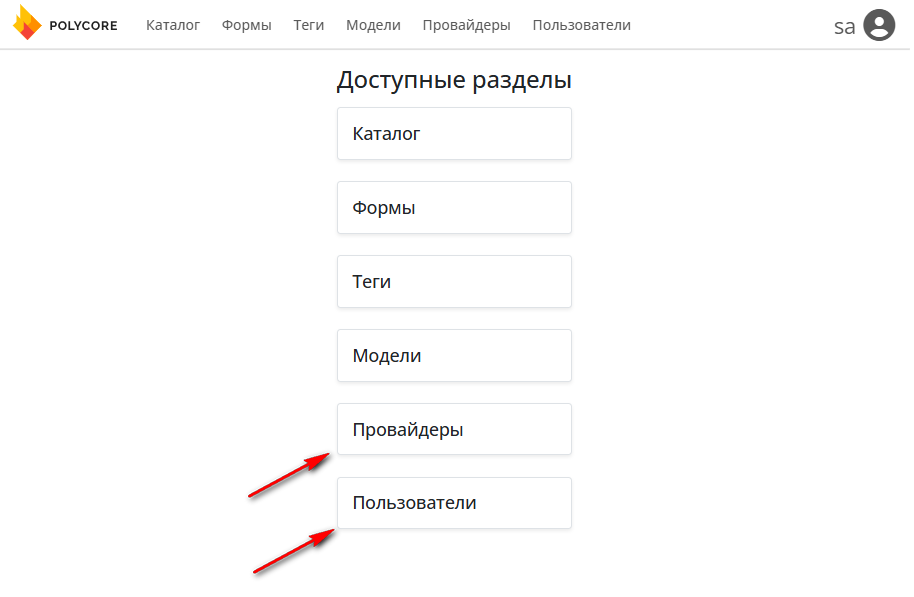 POLYCORE Каталог Формы Теги Модели Провайдеры Пользователи sa
Доступные разделы
Каталог
Формы
Теги
Модели
Провайдеры
Пользователи